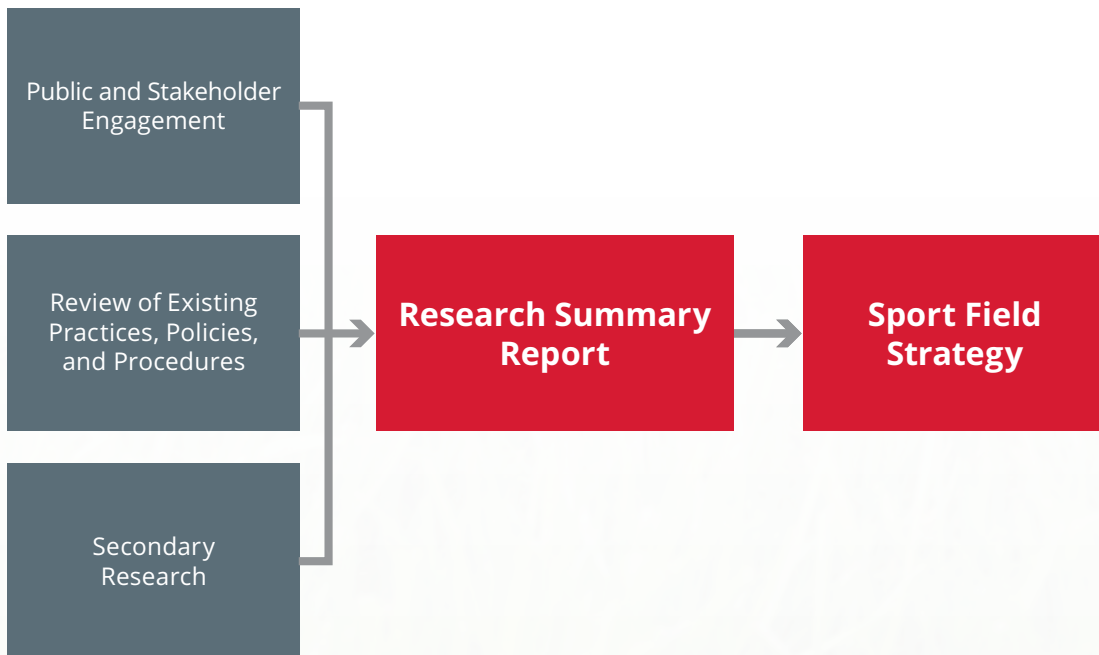 Public and Stakeholder
Engagement
Review of Existing
Practices, Policies,
and Procedures
Secondary
Research
Research Summary
Report
Sport Field
Strategy